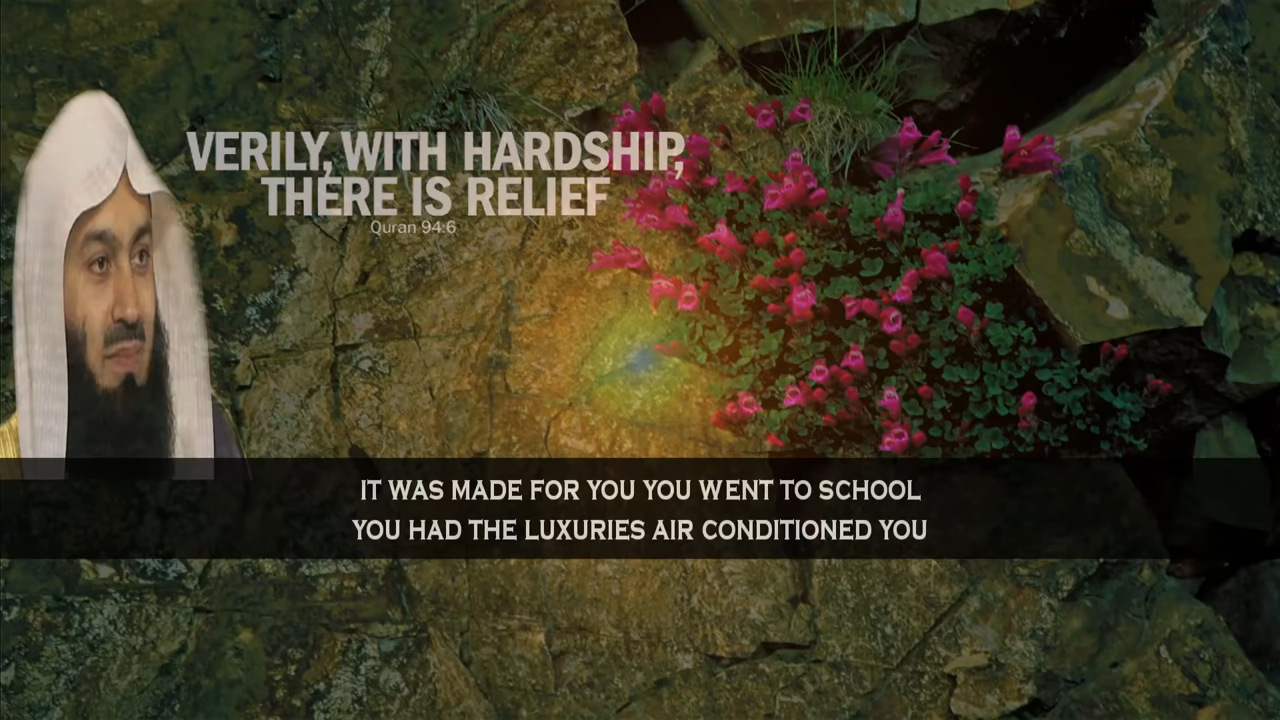 VERILY, WITH HARDSHIP,
THERE IS RELIEF
Quran 94:6
IT WAS MADE FOR YOU YOU WENT TO SCHOOL
YOU HAD THE LUXURIES AIR CONDITIONED YOU